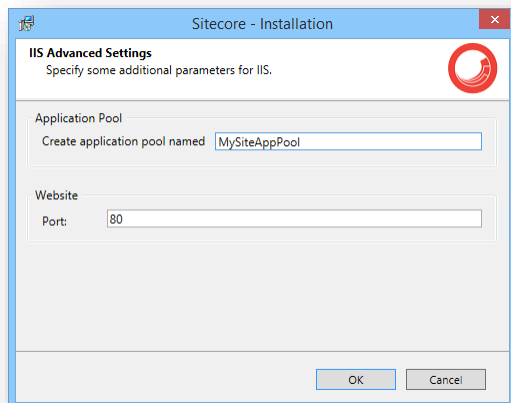 Sitecore - Installation
IIS Advanced Settings
Specify some additional parameters for IIS.
Application Pool
Create application pool named MySiteAppPool
Website
Port: 80
OK Cancel